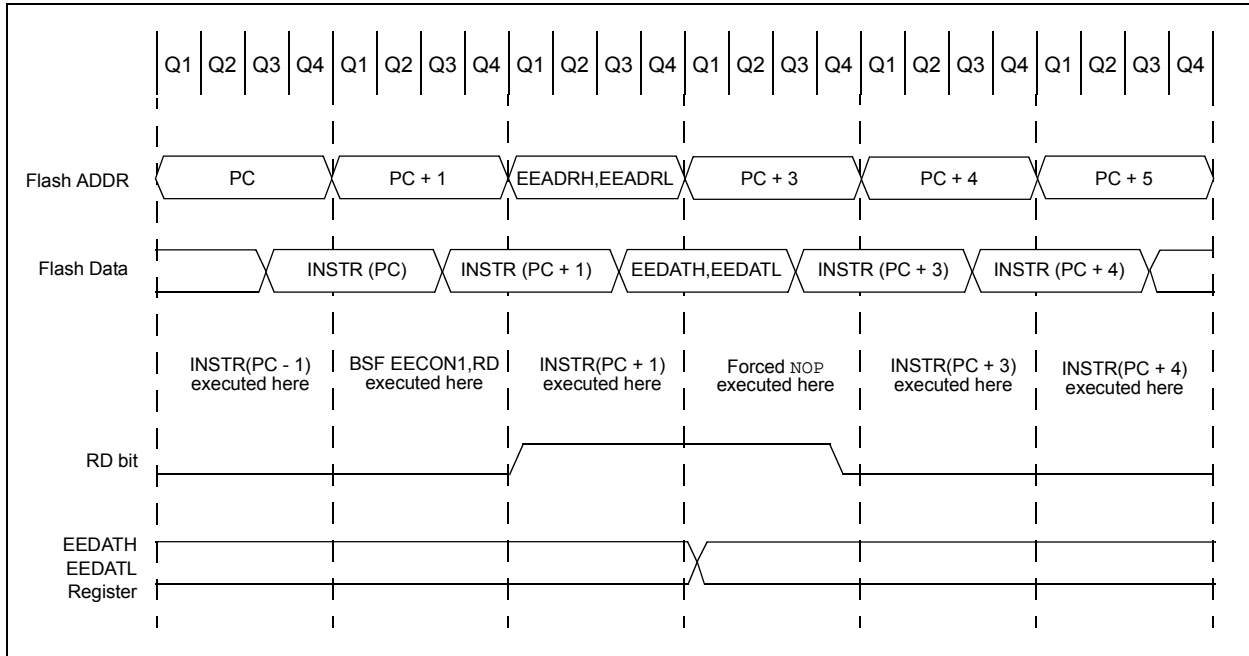 Q1 Q2 Q3 Q4 Q1 Q2 Q3 Q4 Q1 Q2 Q3 Q4 Q1 Q2 Q3 Q4 Q1 Q2 Q3 Q4 Q1 Q2 Q3 Q4
Flash ADDR PC PC + 1 EEADRH,EEADRL PC + 3 PC + 4 PC + 5
Flash Data INSTR (PC) INSTR (PC + 1) EEDATH,EEDATL INSTR (PC + 3) INSTR (PC + 4)
INSTR(PC - 1)
executed here
BSF EECON1,RD
executed here
INSTR(PC + 1)
executed here
Forced NOP
executed here
INSTR(PC + 3)
executed here
INSTR(PC + 4)
executed here
RD bit
EEDATH
EEDATL
Register